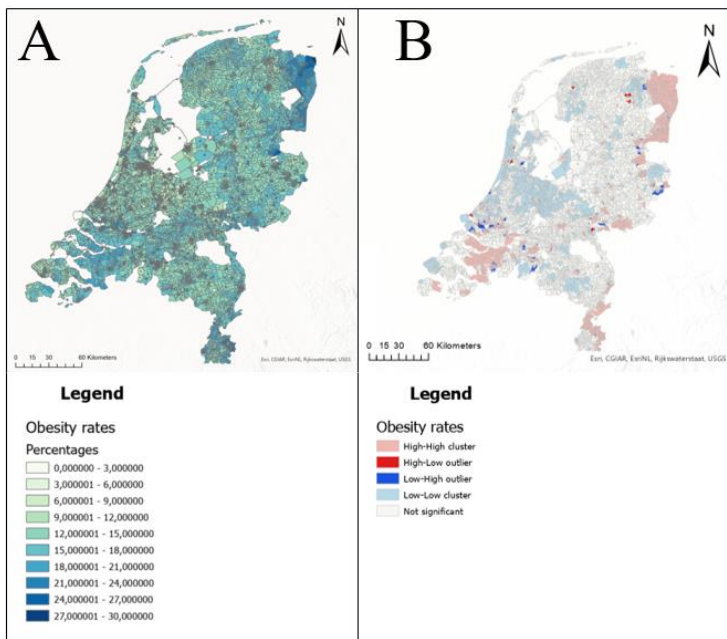 A
N
0 15 30 60 Kilometers
Esri, CGIAR, EsriNL, Rijkswaterstaat, USGS
Legend
Obesity rates
Percentages
0,000000 - 3,000000
3,000001 - 6,000000
6,000001 - 9,000000
9,000001 - 12,000000
12,000001 - 15,000000
15,000001 - 18,000000
18,000001 - 21,000000
21,000001 - 24,000000
24,000001 - 27,000000
27,000001 - 30,000000
B
N
0 15 30 60 Kilometers
Esri, CGIAR, EsriNL, Rijkswaterstaat, USGS
Legend
Obesity rates
High-High cluster
High-Low outlier
Low-High outlier
Low-Low cluster
Not significant